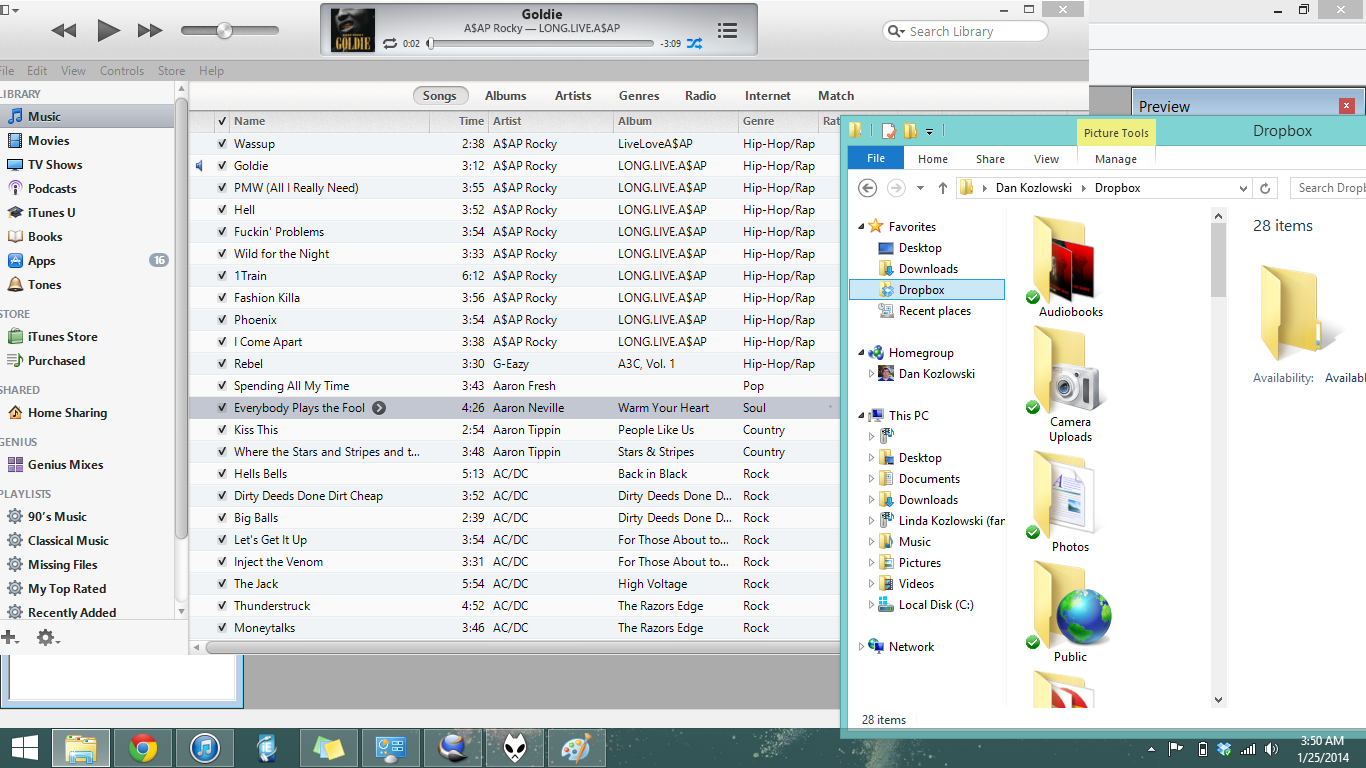 Goldie
A$AP Rocky — LONG.LIVE.A$AP
0:02
-3:09
Search Library
File Edit View Controls Store Help
LIBRARY
Music
Movies
TV Shows
Podcasts
iTunes U
Books
Apps 16
Tones
STORE
iTunes Store
Purchased
SHARED
Home Sharing
GENIUS
Genius Mixes
PLAYLISTS
90's Music
Classical Music
Missing Files
My Top Rated
Recently Added
Songs Albums Artists Genres Radio Internet Match
Name Time Artist Album Genre Rat
Wassup 2:38 A$AP Rocky LiveLoveA$AP Hip-Hop/Rap
Goldie 3:12 A$AP Rocky LONG.LIVE.A$AP Hip-Hop/Rap
PMW (All I Really Need) 3:55 A$AP Rocky LONG.LIVE.A$AP Hip-Hop/Rap
Hell 3:52 A$AP Rocky LONG.LIVE.A$AP Hip-Hop/Rap
Fuckin' Problems 3:54 A$AP Rocky LONG.LIVE.A$AP Hip-Hop/Rap
Wild for the Night 3:33 A$AP Rocky LONG.LIVE.A$AP Hip-Hop/Rap
1Train 6:12 A$AP Rocky LONG.LIVE.A$AP Hip-Hop/Rap
Fashion Killa 3:56 A$AP Rocky LONG.LIVE.A$AP Hip-Hop/Rap
Phoenix 3:54 A$AP Rocky LONG.LIVE.A$AP Hip-Hop/Rap
I Come Apart 3:38 A$AP Rocky LONG.LIVE.A$AP Hip-Hop/Rap
Rebel 3:30 G-Eazy A3C, Vol. 1 Hip-Hop/Rap
Spending All My Time 3:43 Aaron Fresh Pop
Everybody Plays the Fool 4:26 Aaron Neville Warm Your Heart Soul
Kiss This 2:54 Aaron Tippin People Like Us Country
Where the Stars and Stripes and t... 3:48 Aaron Tippin Stars & Stripes Country
Hells Bells 5:13 AC/DC Back in Black Rock
Dirty Deeds Done Dirt Cheap 3:52 AC/DC Dirty Deeds Done D... Rock
Big Balls 2:39 AC/DC Dirty Deeds Done D... Rock
Let's Get It Up 3:54 AC/DC For Those About to... Rock
Inject the Venom 3:31 AC/DC For Those About to... Rock
The Jack 5:54 AC/DC High Voltage Rock
Thunderstruck 4:52 AC/DC The Razors Edge Rock
Moneytalks 3:46 AC/DC The Razors Edge Rock
Preview
Picture Tools
Dropbox
File Home Share View Manage
Dan Kozlowski Dropbox
Search Dropb
Favorites
Desktop
Downloads
Dropbox
Recent places
Homegroup
Dan Kozlowski
This PC
Desktop
Documents
Downloads
Linda Kozlowski (fam
Music
Pictures
Videos
Local Disk (C:)
Network
Audiobooks
Camera
Uploads
Photos
Public
28 items
Availability: Availabl
28 items
3:50 AM
1/25/2014